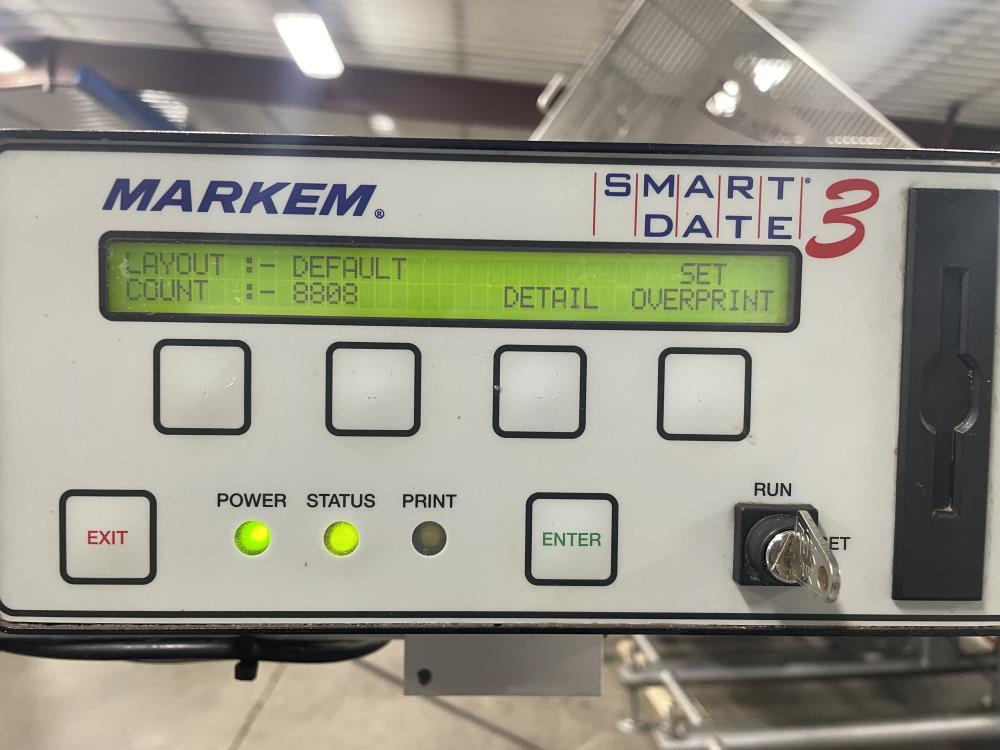 MARKEM®
SMART®
DATE 3
LAYOUT :- DEFAULT SET
COUNT :- 8808 DETAIL OVERPRINT
POWER STATUS PRINT
RUN
EXIT
ENTER